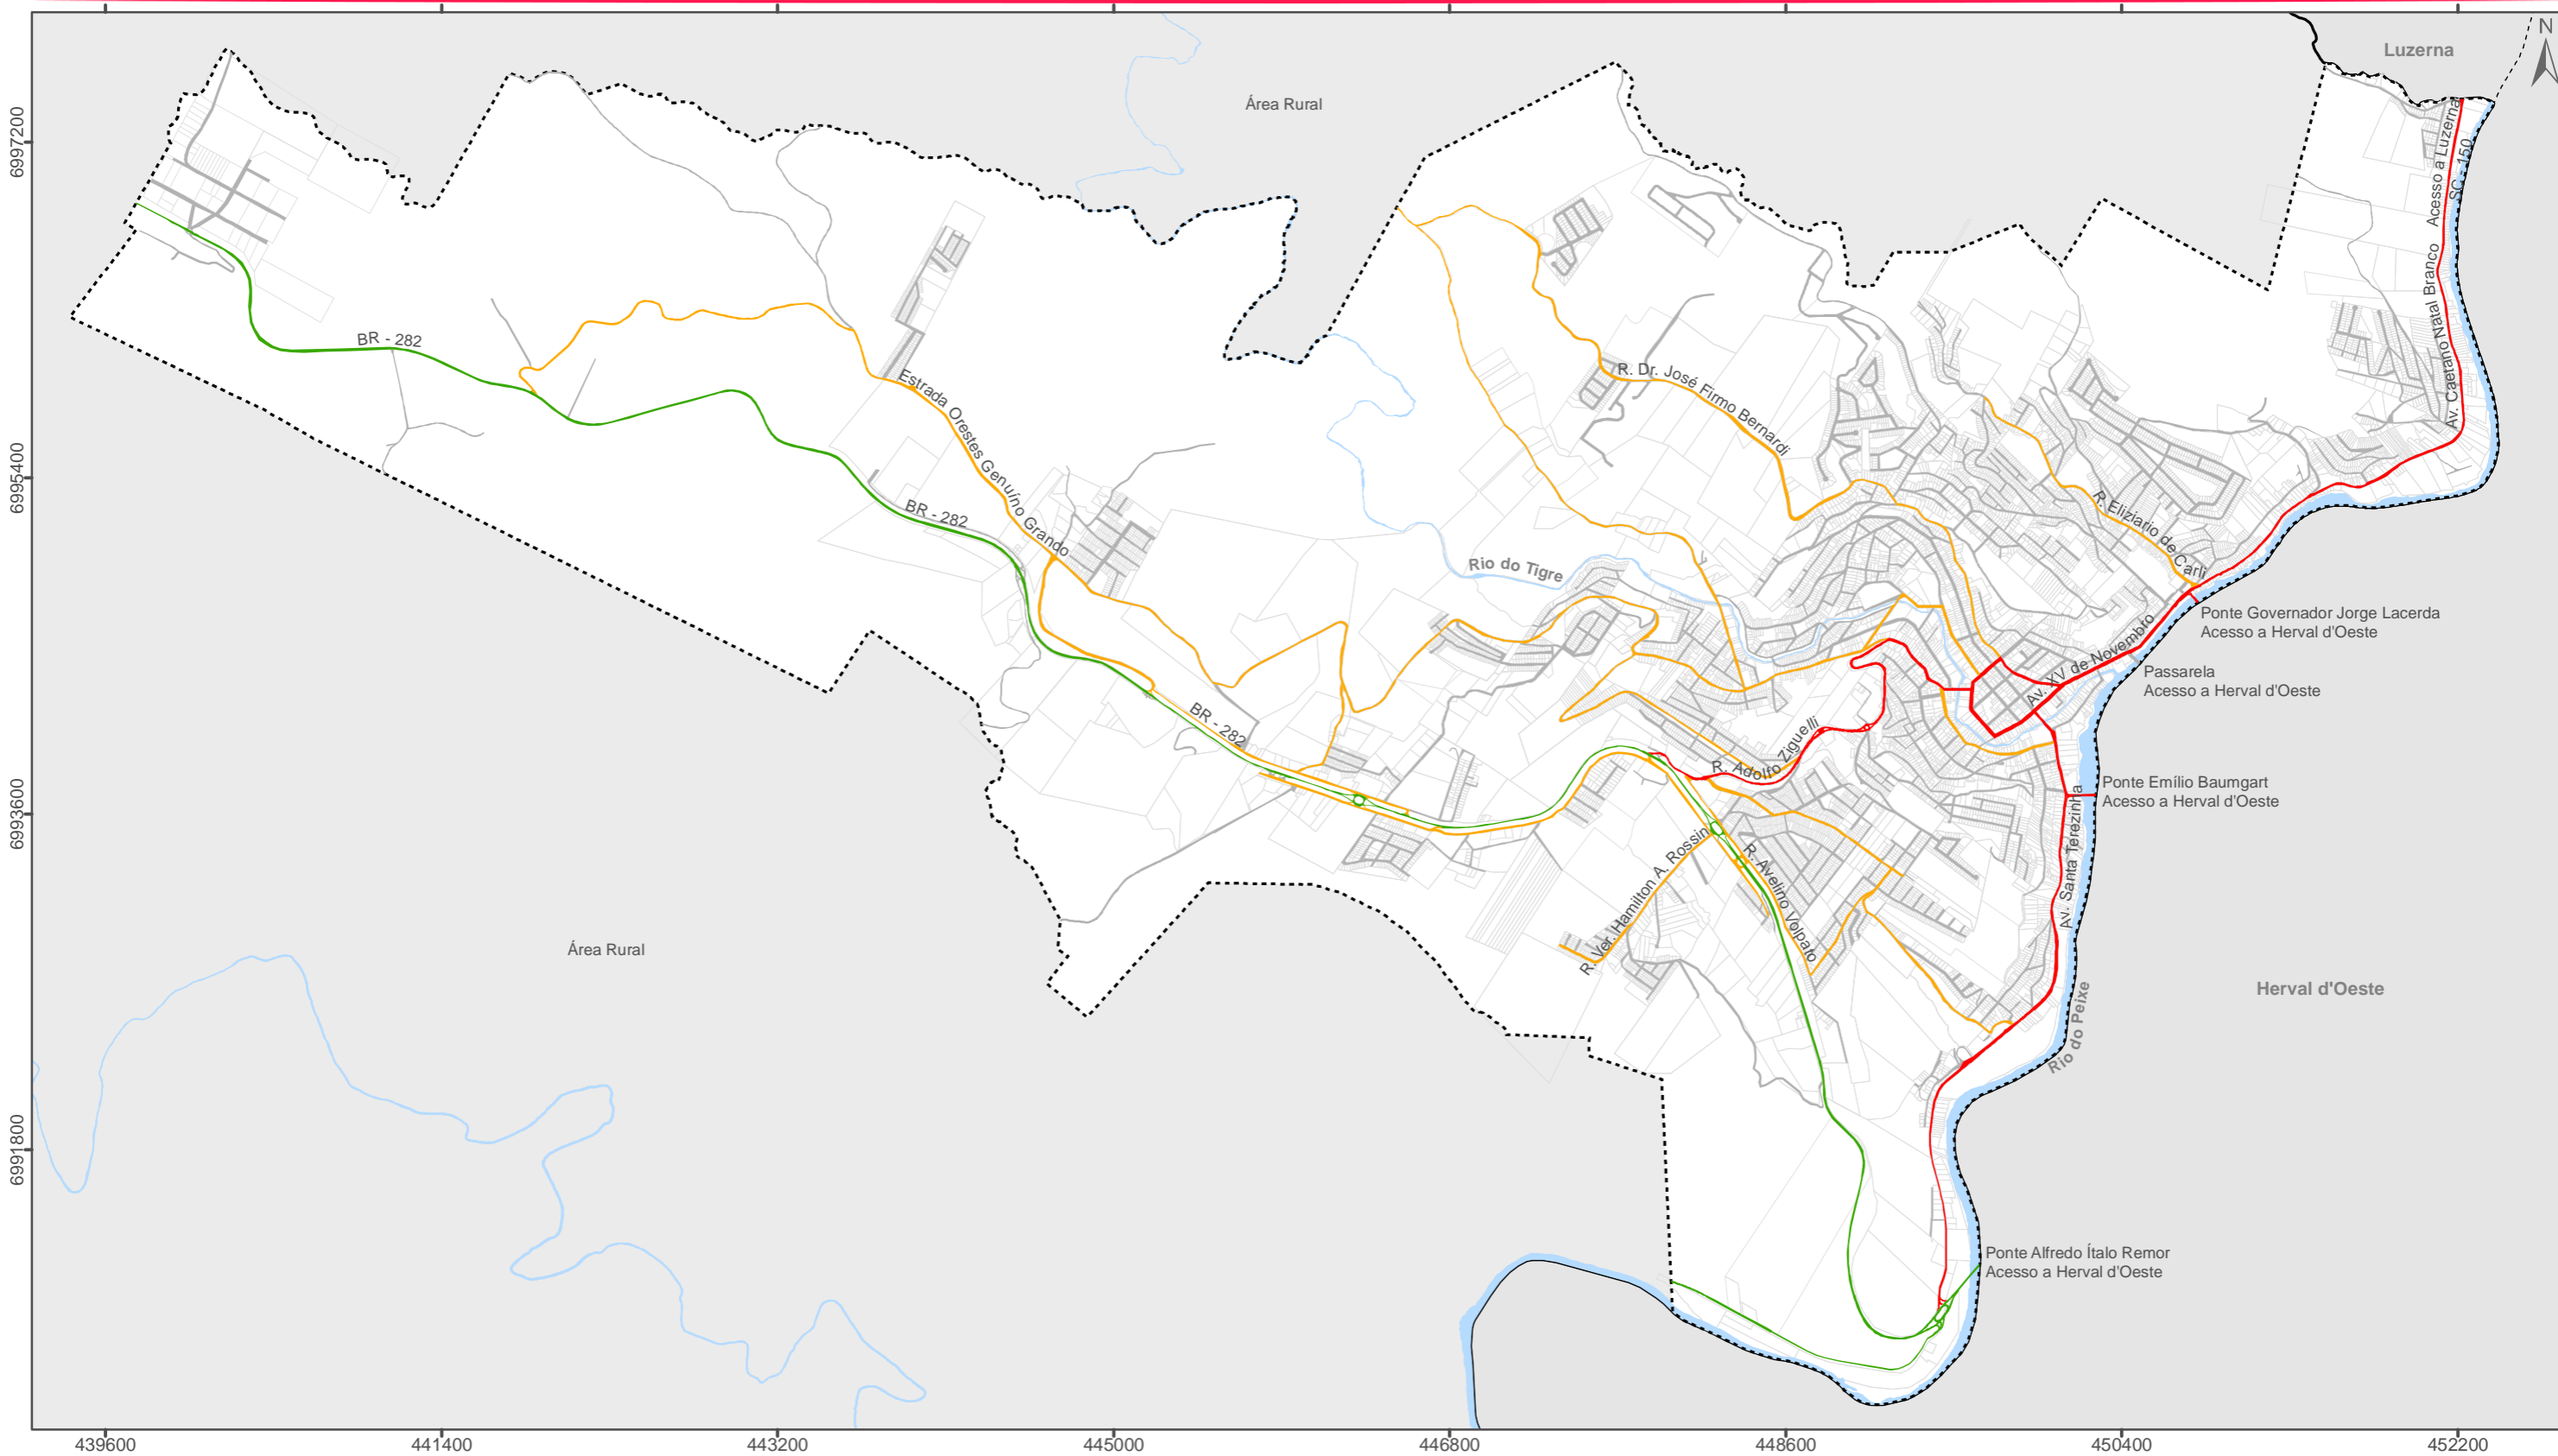 N
Luzerna
Área Rural
Acesso a Luzerna
SC - 150
Av. Caetano Natal Branco
BR - 282
Estrada Orestes Genuíno Grando
R. Dr. José Firmo Bernardi
BR - 282
R. Eliziario de Carli
Rio do Tigre
Ponte Governador Jorge Lacerda
Acesso a Herval d'Oeste
Av. XV de Novembro
Passarela
Acesso a Herval d'Oeste
BR - 282
R. Adolfo Ziguelli
Ponte Emílio Baumgart
Acesso a Herval d'Oeste
Av. Santa Terezinha
R. Ver. Hamilton A. Rossin
R. Avelino Volpato
Área Rural
Herval d'Oeste
Rio do Peixe
Ponte Alfredo Ítalo Remor
Acesso a Herval d'Oeste
6997200
6995400
6993600
6991800
439600
441400
443200
445000
446800
448600
450400
452200